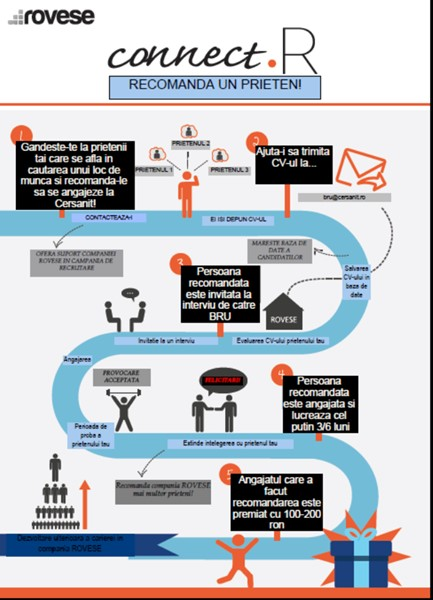 rovese
connect.R
RECOMANDA UN PRIETEN!
1
Gandeste-te la prietenii
tai care se afla in
cautarea unui loc de
munca si recomanda-le
sa se angajeze la
Cersanit!
PRIETENUL 2
PRIETENUL 1
PRIETENUL 3
2
Ajuta-i sa trimita
CV-ul la...
bru@cersanit.ro
CONTACTEAZA-I
EI ISI DEPUN CV-UL
OFERA SUPORT COMPANIEI
ROVESE IN CAMPANIA DE
RECRUTARE
MARESTE BAZA DE
DATE A
CANDIDATILOR
Salvarea
CV-ului in
baza de
date
3
Persoana
recomandata
este invitata la
interviu de catre
BRU
ROVESE
Invitatie la un interviu
Evaluarea CV-ului prietenului tau
Angajarea
PROVOCARE
ACCEPTATA
FELICITARI!
4
Persoana
recomandata
este angajata si
lucreaza cel
putin 3/6 luni
Perioada de
proba a
prietenului tau
Extinde intelegerea cu prietenul tau
Recomanda compania ROVESE
mai multor prieteni!
5
Angajatul care a
facut
recomandarea este
premiat cu 100-200
ron
Dezvoltare ulterioara a carierei in
compania ROVESE